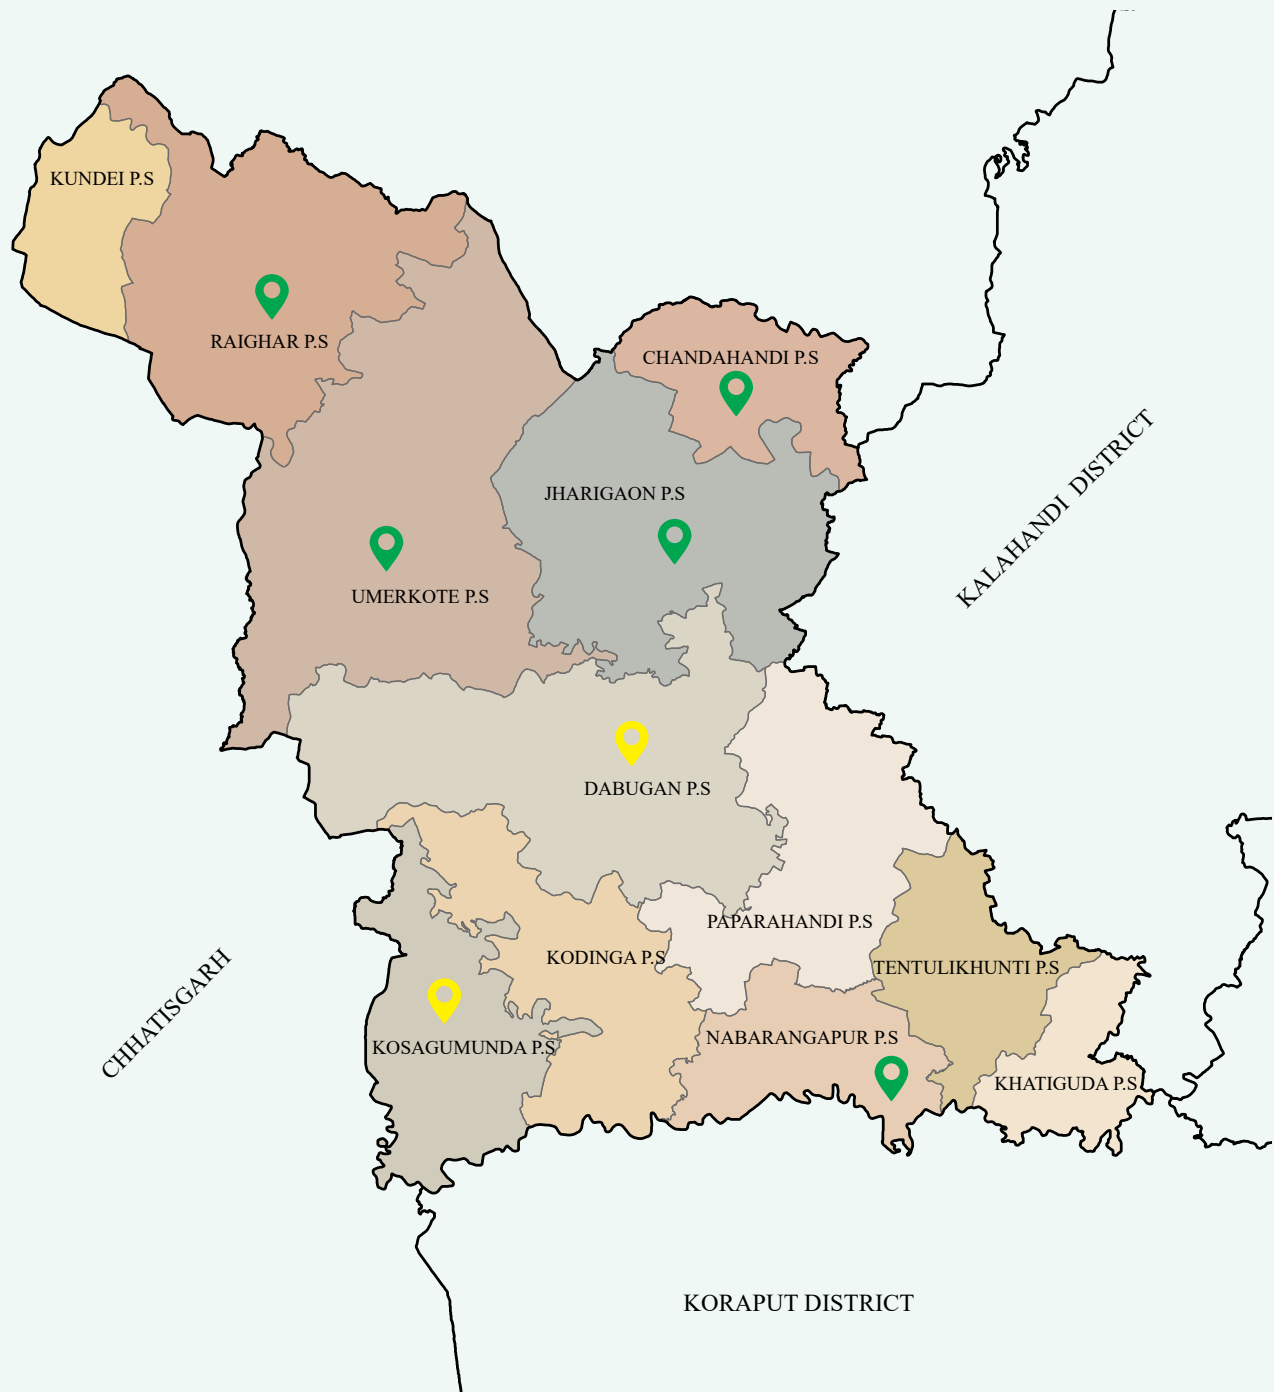 KUNDEI P.S
RAIGHAR P.S
CHANDAHANDI P.S
JHARIGAON P.S
KALAHANDI DISTRICT
UMERKOTE P.S
DABUGAN P.S
PAPARAHANDI P.S
KODINGA P.S
TENTULIKHUNTI P.S
CHHATISGARH
KOSAGUMUNDA P.S
NABARANGAPUR P.S
KHATIGUDA P.S
KORAPUT DISTRICT